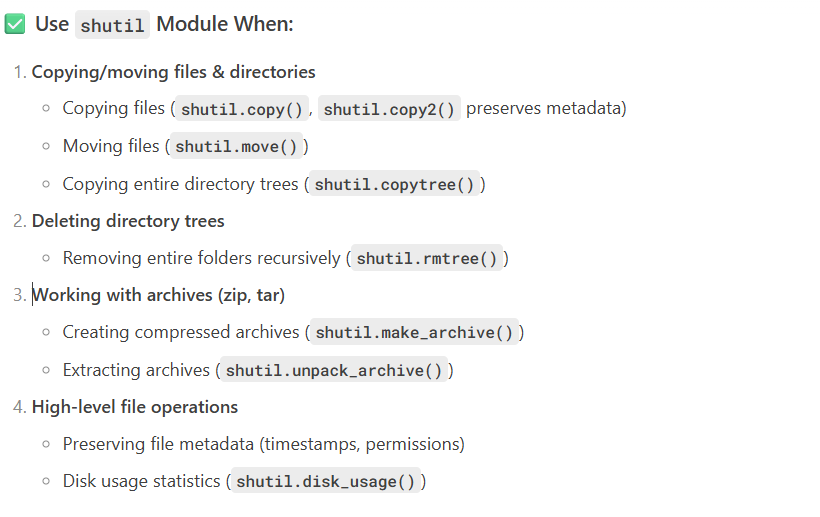 ✅ Use shutil Module When:
1. Copying/moving files & directories
◦ Copying files (shutil.copy(), shutil.copy2() preserves metadata)
◦ Moving files (shutil.move())
◦ Copying entire directory trees (shutil.copytree())
2. Deleting directory trees
◦ Removing entire folders recursively (shutil.rmtree())
3. Working with archives (zip, tar)
◦ Creating compressed archives (shutil.make_archive())
◦ Extracting archives (shutil.unpack_archive())
4. High-level file operations
◦ Preserving file metadata (timestamps, permissions)
◦ Disk usage statistics (shutil.disk_usage())